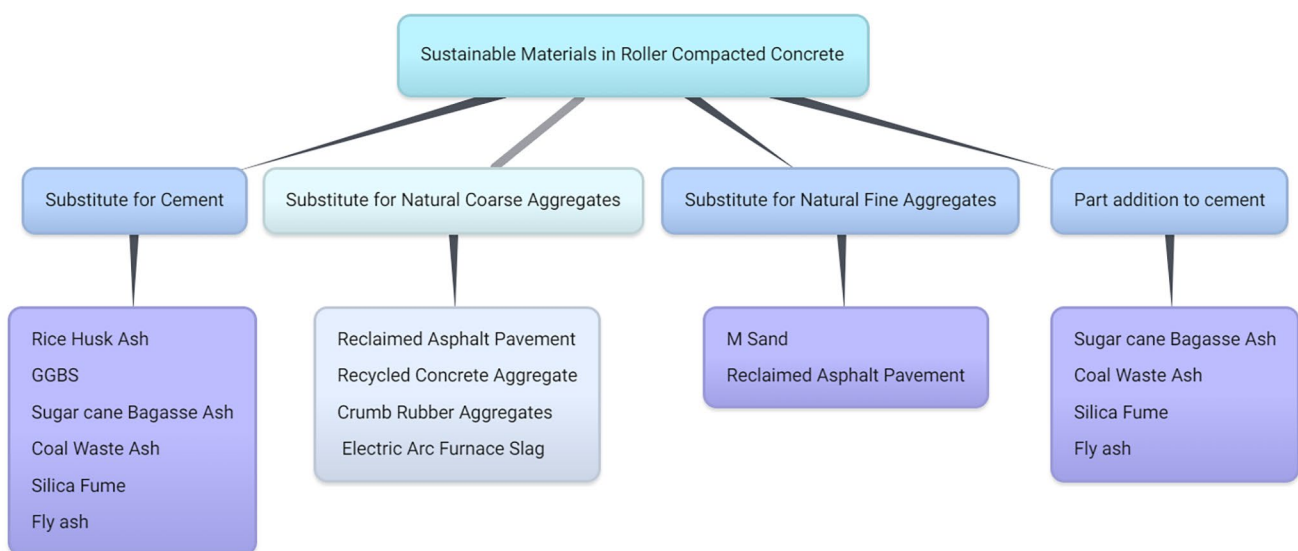 Sustainable Materials in Roller Compacted Concrete
Substitute for Cement
Substitute for Natural Coarse Aggregates
Substitute for Natural Fine Aggregates
Part addition to cement
Rice Husk Ash
GGBS
Sugar cane Bagasse Ash
Coal Waste Ash
Silica Fume
Fly ash
Reclaimed Asphalt Pavement
Recycled Concrete Aggregate
Crumb Rubber Aggregates
Electric Arc Furnace Slag
M Sand
Reclaimed Asphalt Pavement
Sugar cane Bagasse Ash
Coal Waste Ash
Silica Fume
Fly ash